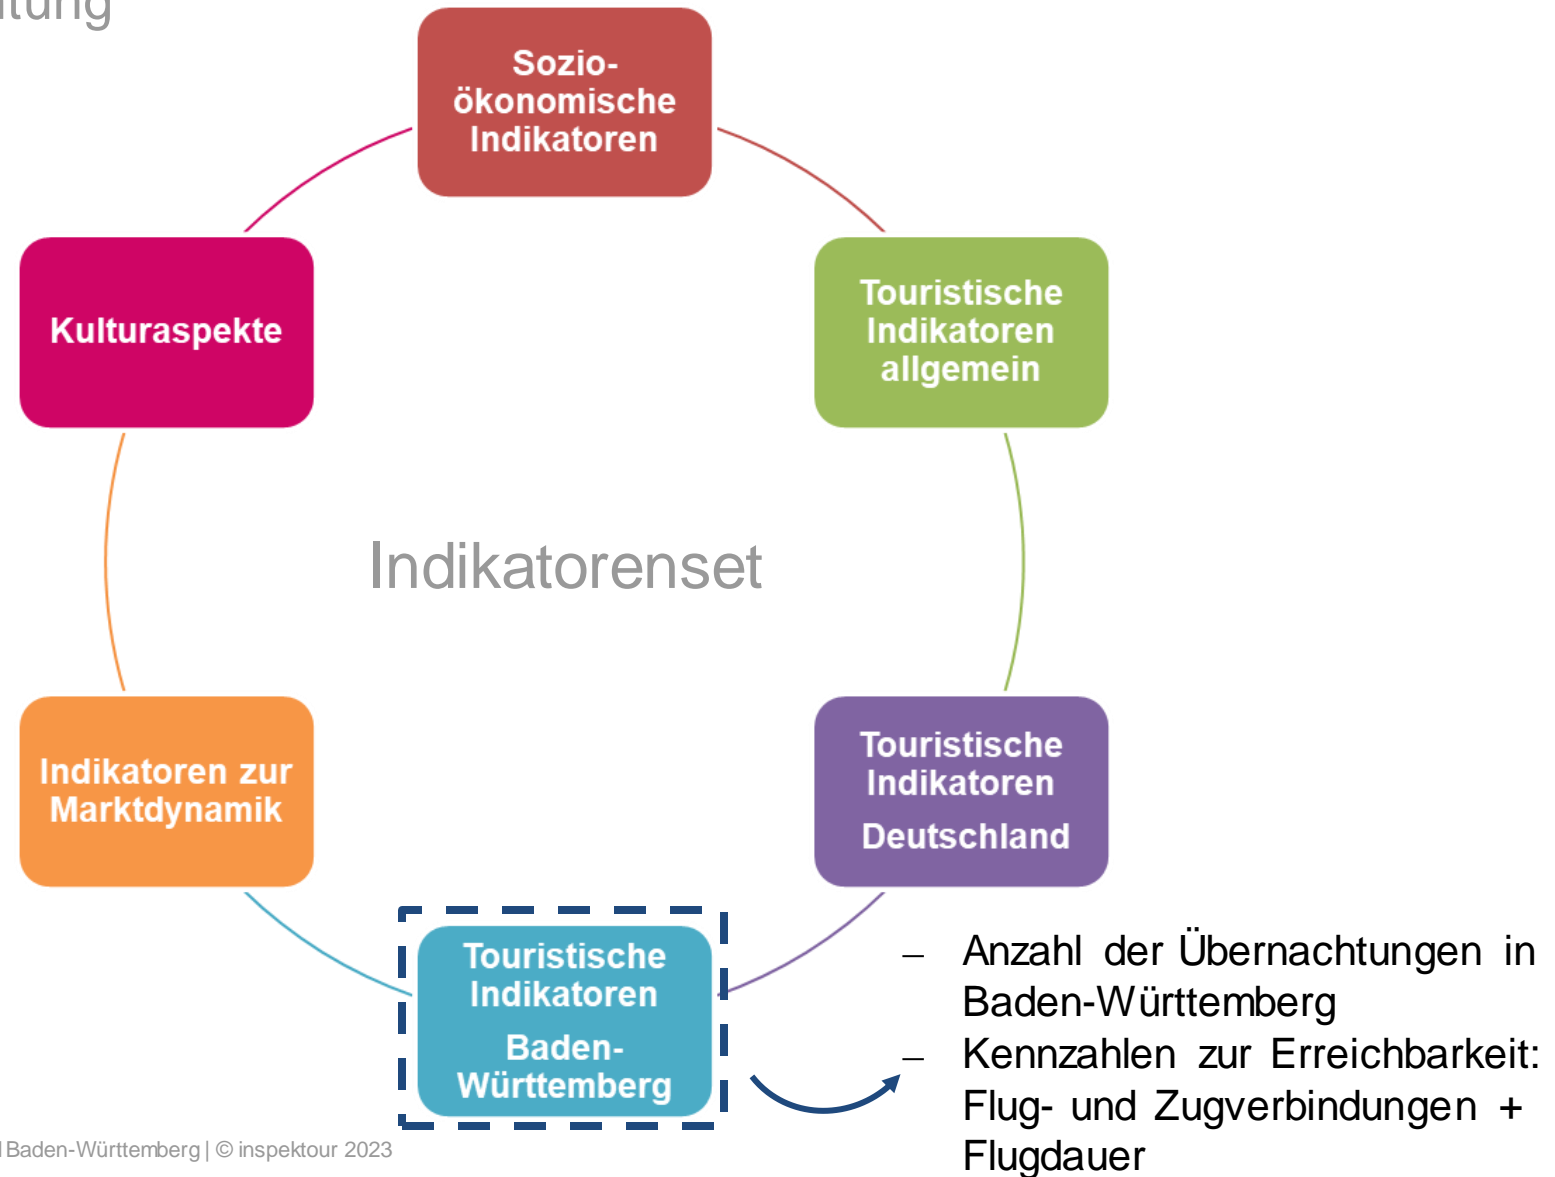 Sozio-
ökonomische
Indikatoren
Kulturaspekte
Touristische
Indikatoren
allgemein
Indikatorenset
Indikatoren zur
Marktdynamik
Touristische
Indikatoren
Deutschland
Touristische
Indikatoren
Baden-
Württemberg
– Anzahl der Übernachtungen in
Baden-Württemberg
– Kennzahlen zur Erreichbarkeit:
Flug- und Zugverbindungen +
Flugdauer
Baden-Württemberg | © inspektour 2023